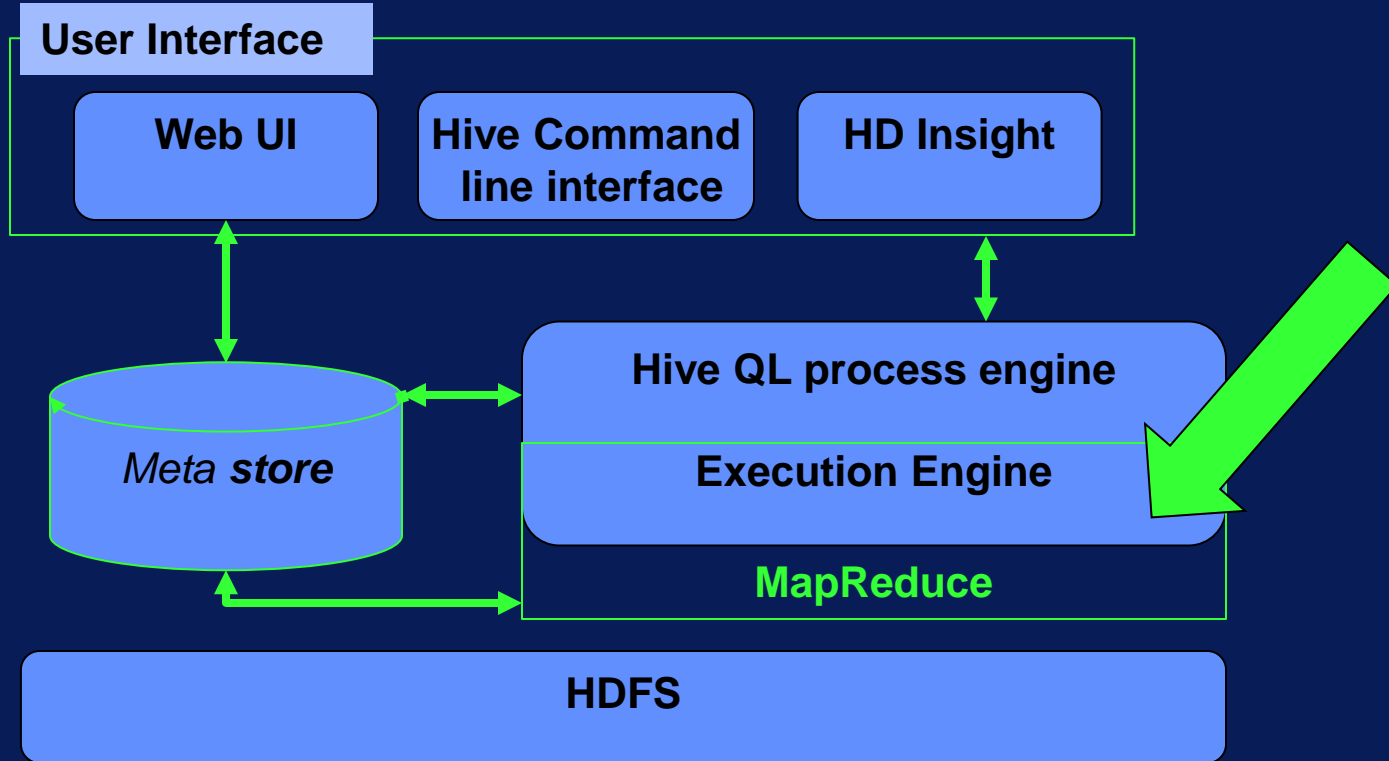 User Interface
Web UI
Hive Command
line interface
HD Insight
Hive QL process engine
Meta store
Execution Engine
MapReduce
HDFS